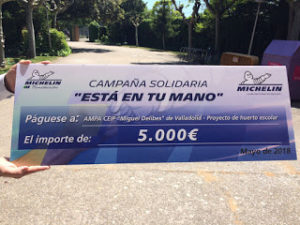 MICHELIN
MICHELIN
CAMPAÑA SOLIDARIA
"ESTÁ EN TU MANO"
Páguese a: AMPA CEIP "Miguel Delibes" de Valladolid - Proyecto de huerto escolar
El importe de: 5.000€
Mayo de 2018